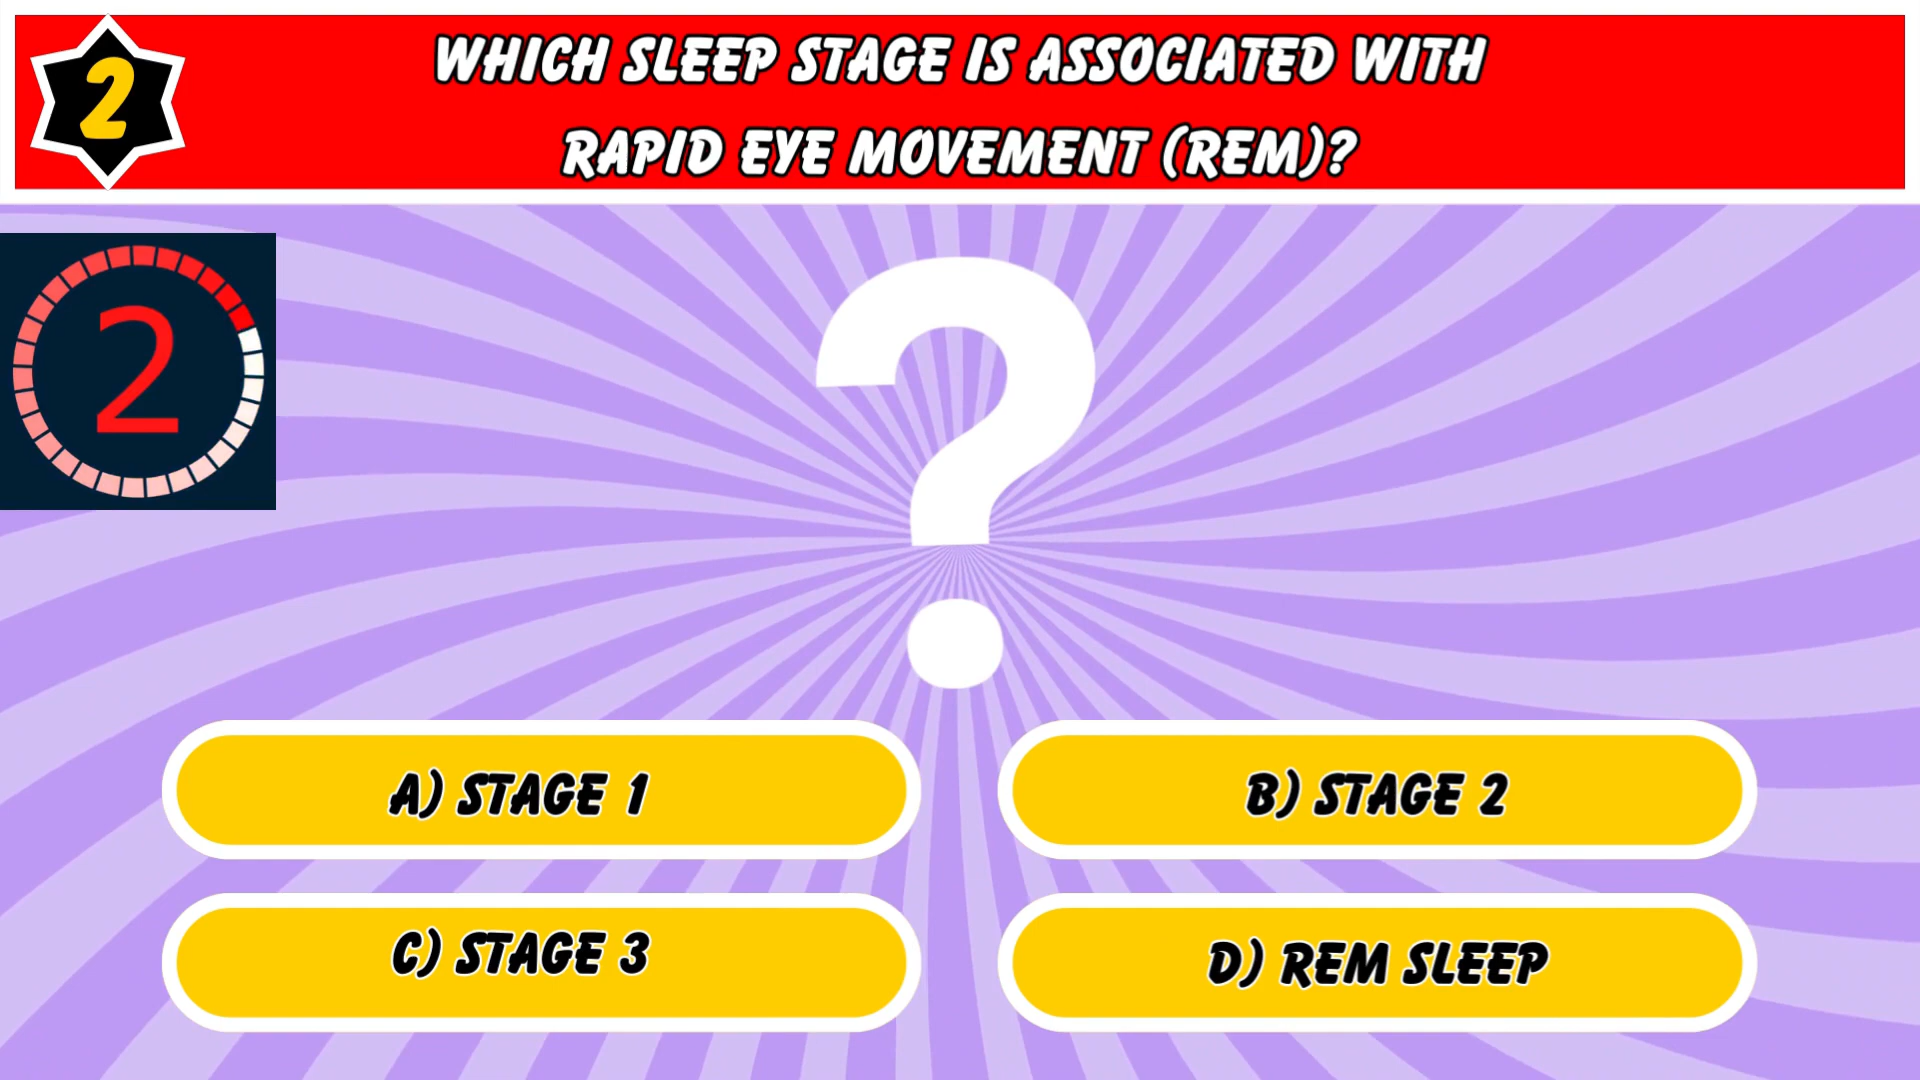 2
WHICH SLEEP STAGE IS ASSOCIATED WITH
RAPID EYE MOVEMENT (REM)?
2
?
A) STAGE 1
B) STAGE 2
C) STAGE 3
D) REM SLEEP